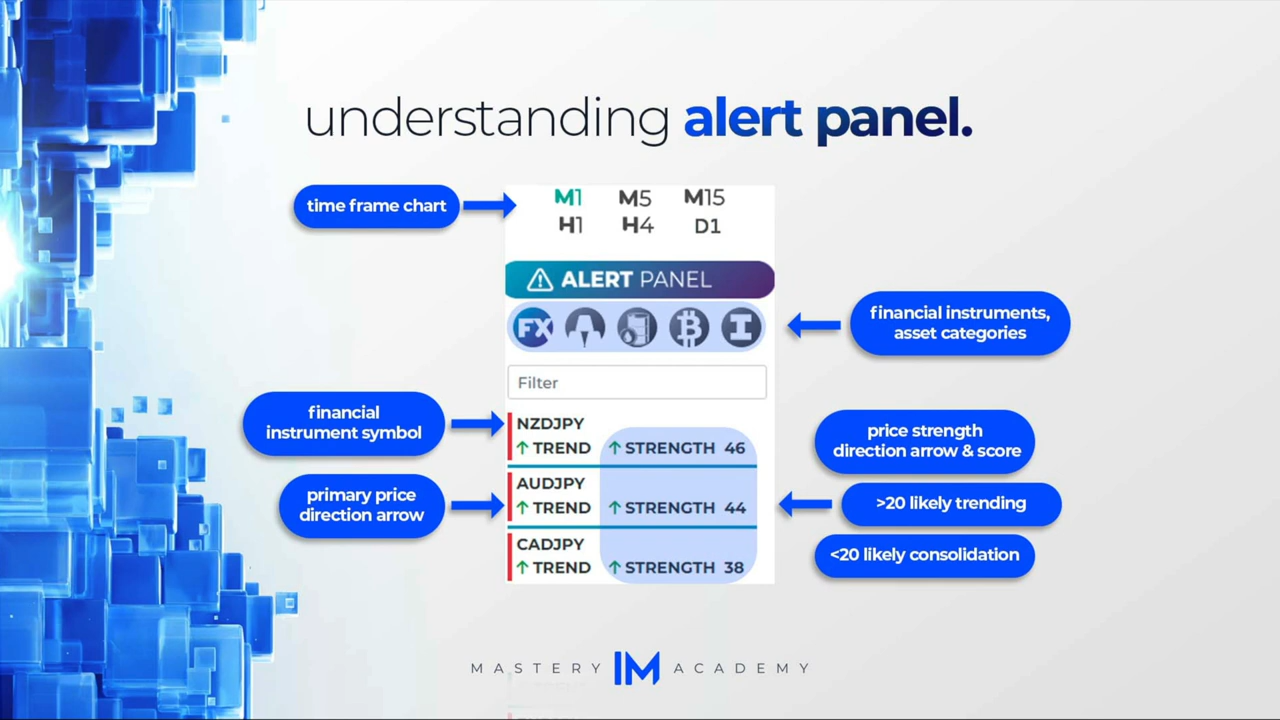 understanding alert panel.
time frame chart
M1 M5 M15
H1 H4 D1
ALERT PANEL
FX
financial instruments,
asset categories
Filter
financial
instrument symbol
NZDJPY
↑ TREND ↑ STRENGTH 46
price strength
direction arrow & score
primary price
direction arrow
AUDJPY
↑ TREND ↑ STRENGTH 44
>20 likely trending
CADJPY
↑ TREND ↑ STRENGTH 38
<20 likely consolidation
MASTERY IM ACADEMY